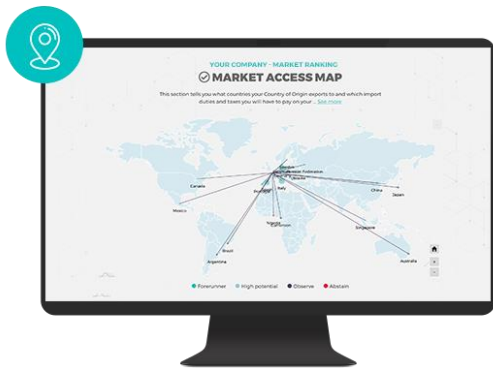 YOUR COMPANY - MARKET RANKING
MARKET ACCESS MAP
This section tells you what countries your Country of Origin exports to and which import
duties and taxes you will have to pay on your ... See more
Canada
Mexico
Italy
China
Japan
Cameroon
Singapore
Brazil
Argentina
Australia
Forerunner
High potential
Observe
Abstain